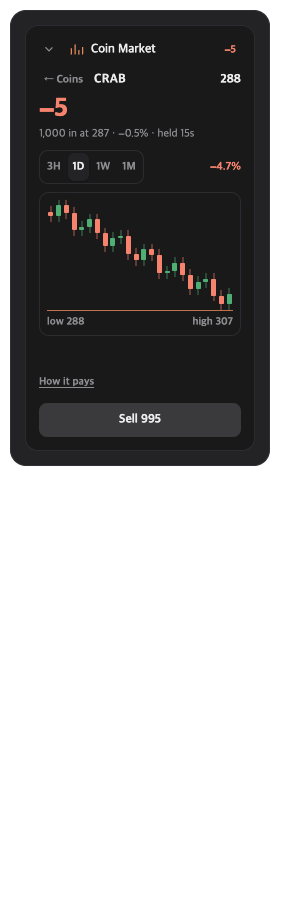 Coin Market –5
← Coins CRAB 288
–5
1,000 in at 287 · –0.5% · held 15s
3H 1D 1W 1M –4.7%
low 288 high 307
How it pays
Sell 995